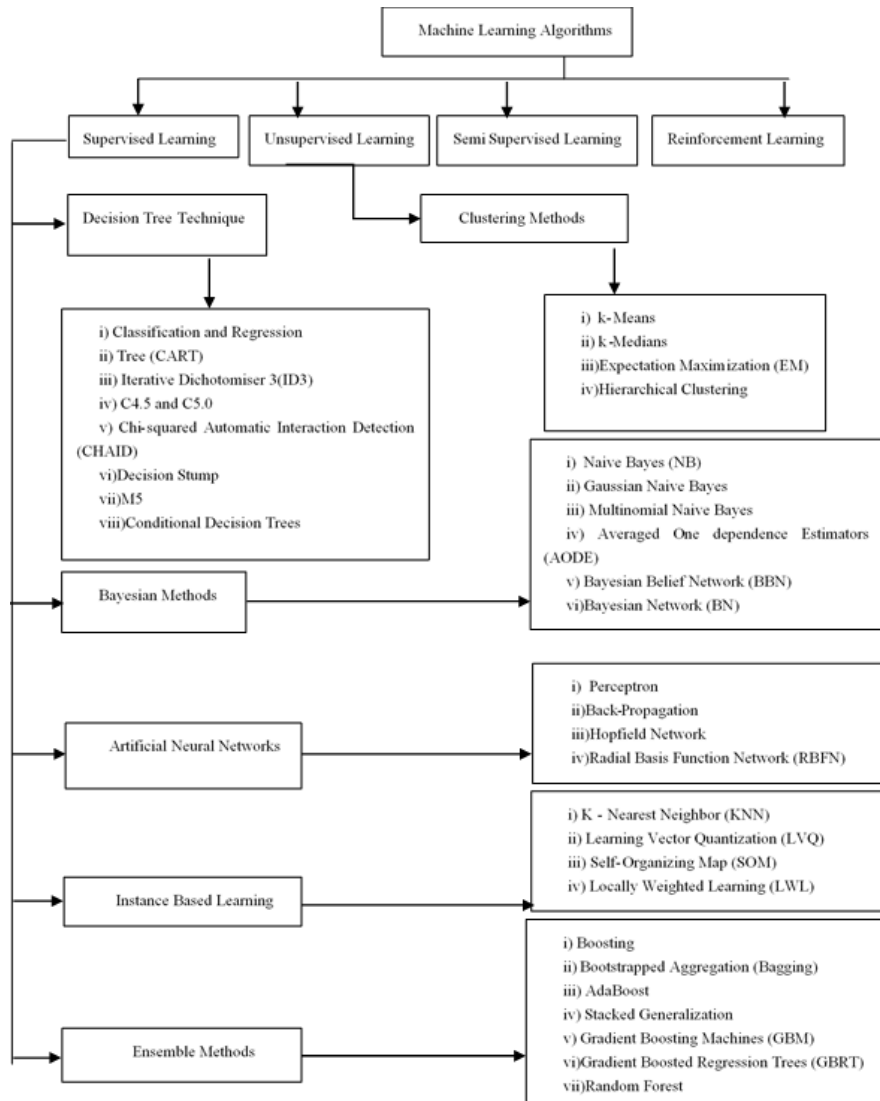 Machine Learning Algorithms
Supervised Learning
Unsupervised Learning
Semi Supervised Learning
Reinforcement Learning
Decision Tree Technique
Clustering Methods
i) Classification and Regression
ii) Tree (CART)
iii) Iterative Dichotomiser 3(ID3)
iv) C4.5 and C5.0
v) Chi-squared Automatic Interaction Detection
(CHAID)
vi)Decision Stump
vii)M5
viii)Conditional Decision Trees
i) k-Means
ii) k-Medians
iii)Expectation Maximization (EM)
iv)Hierarchical Clustering
Bayesian Methods
i) Naive Bayes (NB)
ii) Gaussian Naive Bayes
iii) Multinomial Naive Bayes
iv) Averaged One dependence Estimators
(AODE)
v) Bayesian Belief Network (BBN)
vi)Bayesian Network (BN)
Artificial Neural Networks
i) Perceptron
ii)Back-Propagation
iii)Hopfield Network
iv)Radial Basis Function Network (RBFN)
Instance Based Learning
i) K - Nearest Neighbor (KNN)
ii) Learning Vector Quantization (LVQ)
iii) Self-Organizing Map (SOM)
iv) Locally Weighted Learning (LWL)
Ensemble Methods
i) Boosting
ii) Bootstrapped Aggregation (Bagging)
iii) AdaBoost
iv) Stacked Generalization
v) Gradient Boosting Machines (GBM)
vi)Gradient Boosted Regression Trees (GBRT)
vii)Random Forest